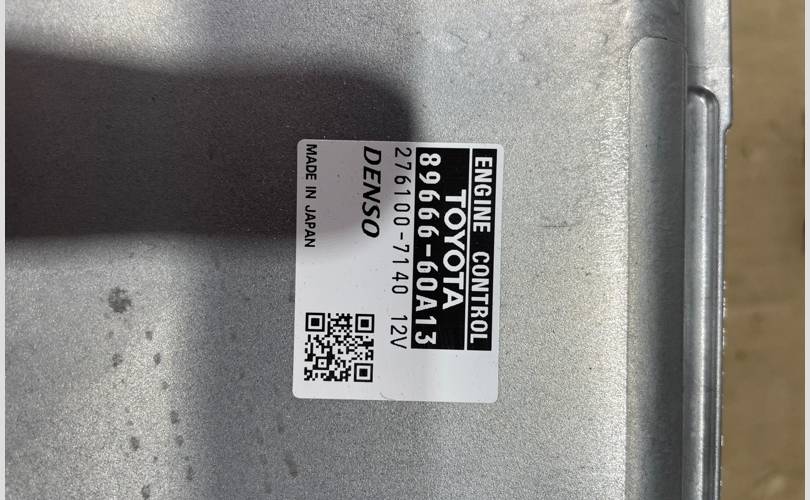 ENGINE CONTROL
TOYOTA
89666-60A13
276100-7140 12V
DENSO
MADE IN JAPAN